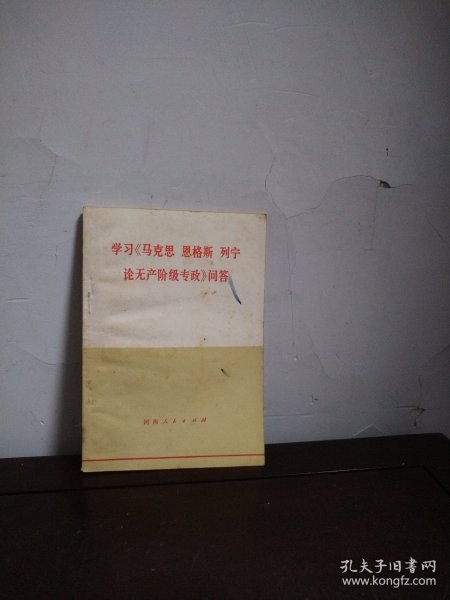 学习《马克思 恩格斯 列宁
论无产阶级专政》问答
河南人民出版社
孔夫子旧书网
www.kongfz.com